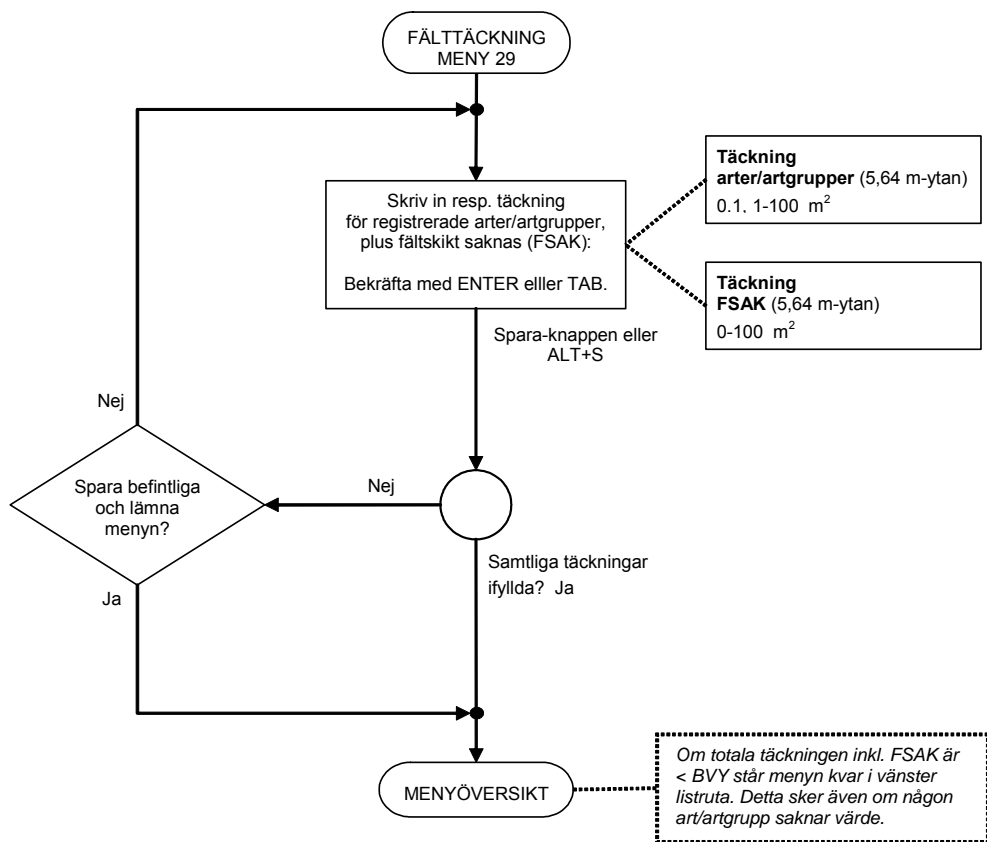 FÄLTTÄCKNING
MENY 29
Skriv in resp. täckning
för registrerade arter/artgrupper,
plus fältskikt saknas (FSAK):
Bekräfta med ENTER elller TAB.
Täckning
arter/artgrupper (5,64 m-ytan)
0.1, 1-100 m²
Täckning
FSAK (5,64 m-ytan)
0-100 m²
Spara-knappen eller
ALT+S
Nej
Spara befintliga
och lämna
menyn?
Nej
Samtliga täckningar
ifyllda? Ja
Ja
MENYÖVERSIKT
Om totala täckningen inkl. FSAK är
< BVY står menyn kvar i vänster
listruta. Detta sker även om någon
art/artgrupp saknar värde.